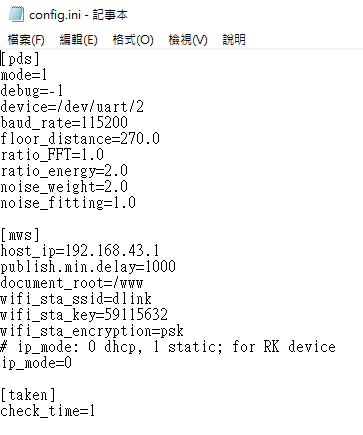 config.ini - 記事本
檔案(F) 編輯(E) 格式(O) 檢視(V) 說明
[pds]
mode=1
debug=-1
device=/dev/uart/2
baud_rate=115200
floor_distance=270.0
ratio_FFT=1.0
ratio_energy=2.0
noise_weight=2.0
noise_fitting=1.0
[mws]
host_ip=192.168.43.1
publish.min.delay=1000
document_root=/www
wifi_sta_ssid=dlink
wifi_sta_key=59115632
wifi_sta_encryption=psk
# ip_mode: 0 dhcp, 1 static; for RK device
ip_mode=0
[taken]
check_time=1